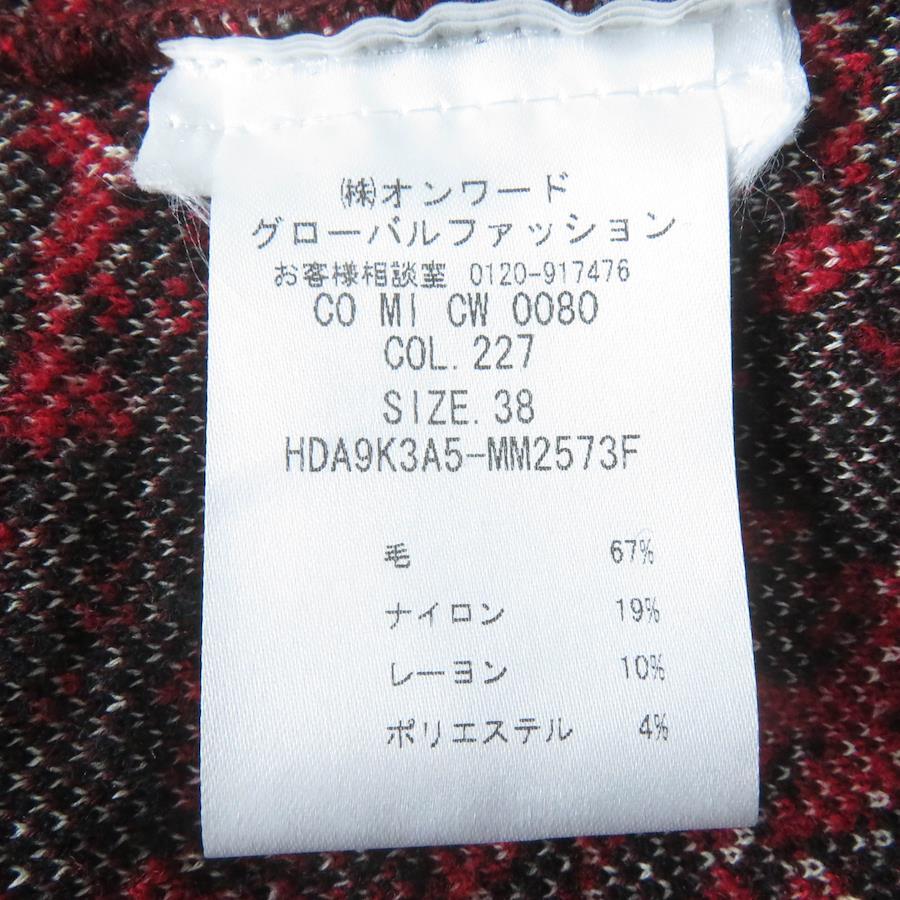 ㈱オンワード
グローバルファッション
お客様相談室 0120-917476
CO MI CW 0080
COL.227
SIZE.38
HDA9K3A5-MM2573F
毛 67%
ナイロン 19%
レーヨン 10%
ポリエステル 4%